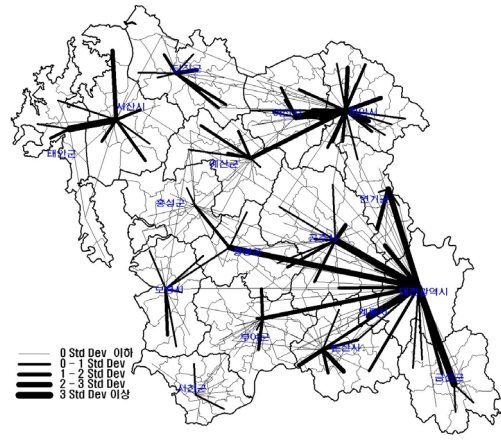 당진군
서산시
아산시
천안시
태안군
예산군
연기군
홍성군
공주시
청양군
보령시
대전광역시
계룡시
부여군
논산시
서천군
금산군
0 Std Dev 이하
0 - 1 Std Dev
1 - 2 Std Dev
2 - 3 Std Dev
3 Std Dev 이상